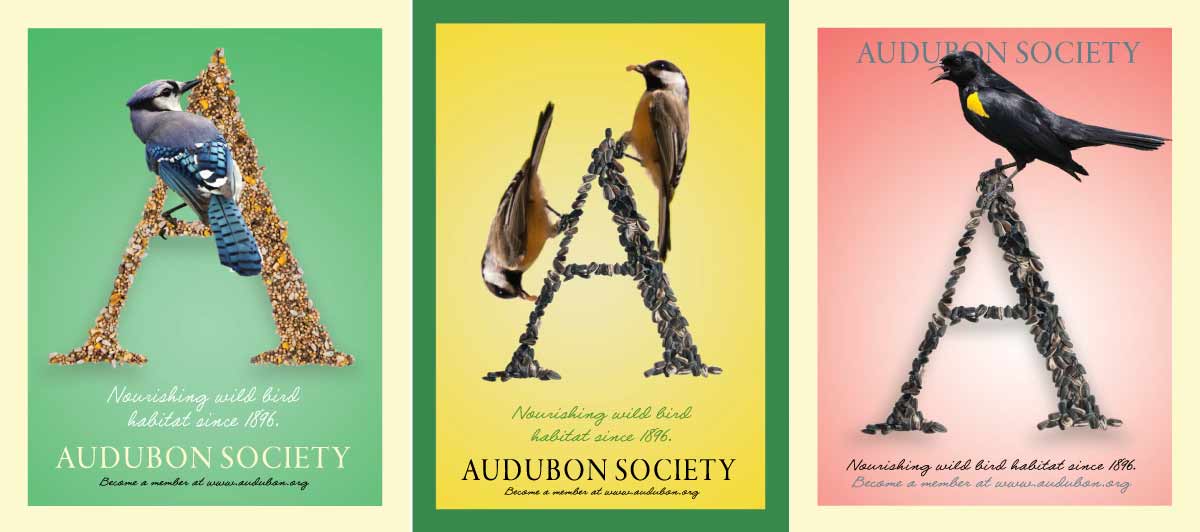 Nourishing wild bird
habitat since 1896.
AUDUBON SOCIETY
Become a member at www.audubon.org
Nourishing wild bird
habitat since 1896.
AUDUBON SOCIETY
Become a member at www.audubon.org
AUDUBON SOCIETY
Nourishing wild bird habitat since 1896.
Become a member at www.audubon.org